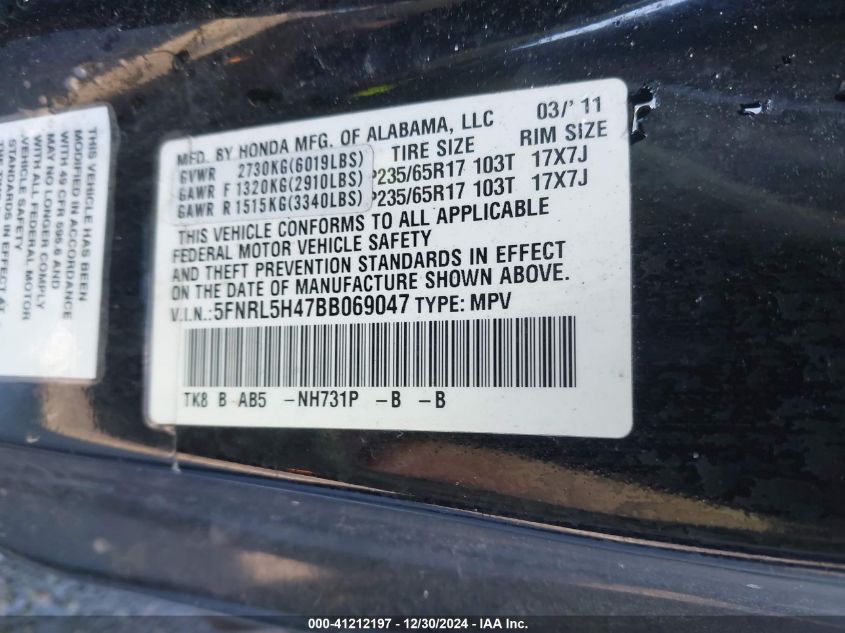 THIS VEHICLE HAS BEEN
MODIFIED IN ACCORDANCE
WITH 49 CFR 595.6 AND
MAY NO LONGER COMPLY
WITH ALL FEDERAL MOTOR
VEHICLE SAFETY
STANDARDS IN EFFECT AT
MFD. BY HONDA MFG. OF ALABAMA, LLC 03/'11
TIRE SIZE RIM SIZE
GVWR 2730KG(6019LBS)
GAWR F 1320KG(2910LBS) P235/65R17 103T 17X7J
GAWR R 1515KG(3340LBS) P235/65R17 103T 17X7J
THIS VEHICLE CONFORMS TO ALL APPLICABLE
FEDERAL MOTOR VEHICLE SAFETY
AND THEFT PREVENTION STANDARDS IN EFFECT
ON THE DATE OF MANUFACTURE SHOWN ABOVE.
V.I.N.: 5FNRL5H47BB069047 TYPE: MPV
TK8 B AB5 -NH731P -B -B
000-41212197 - 12/30/2024 - IAA Inc.